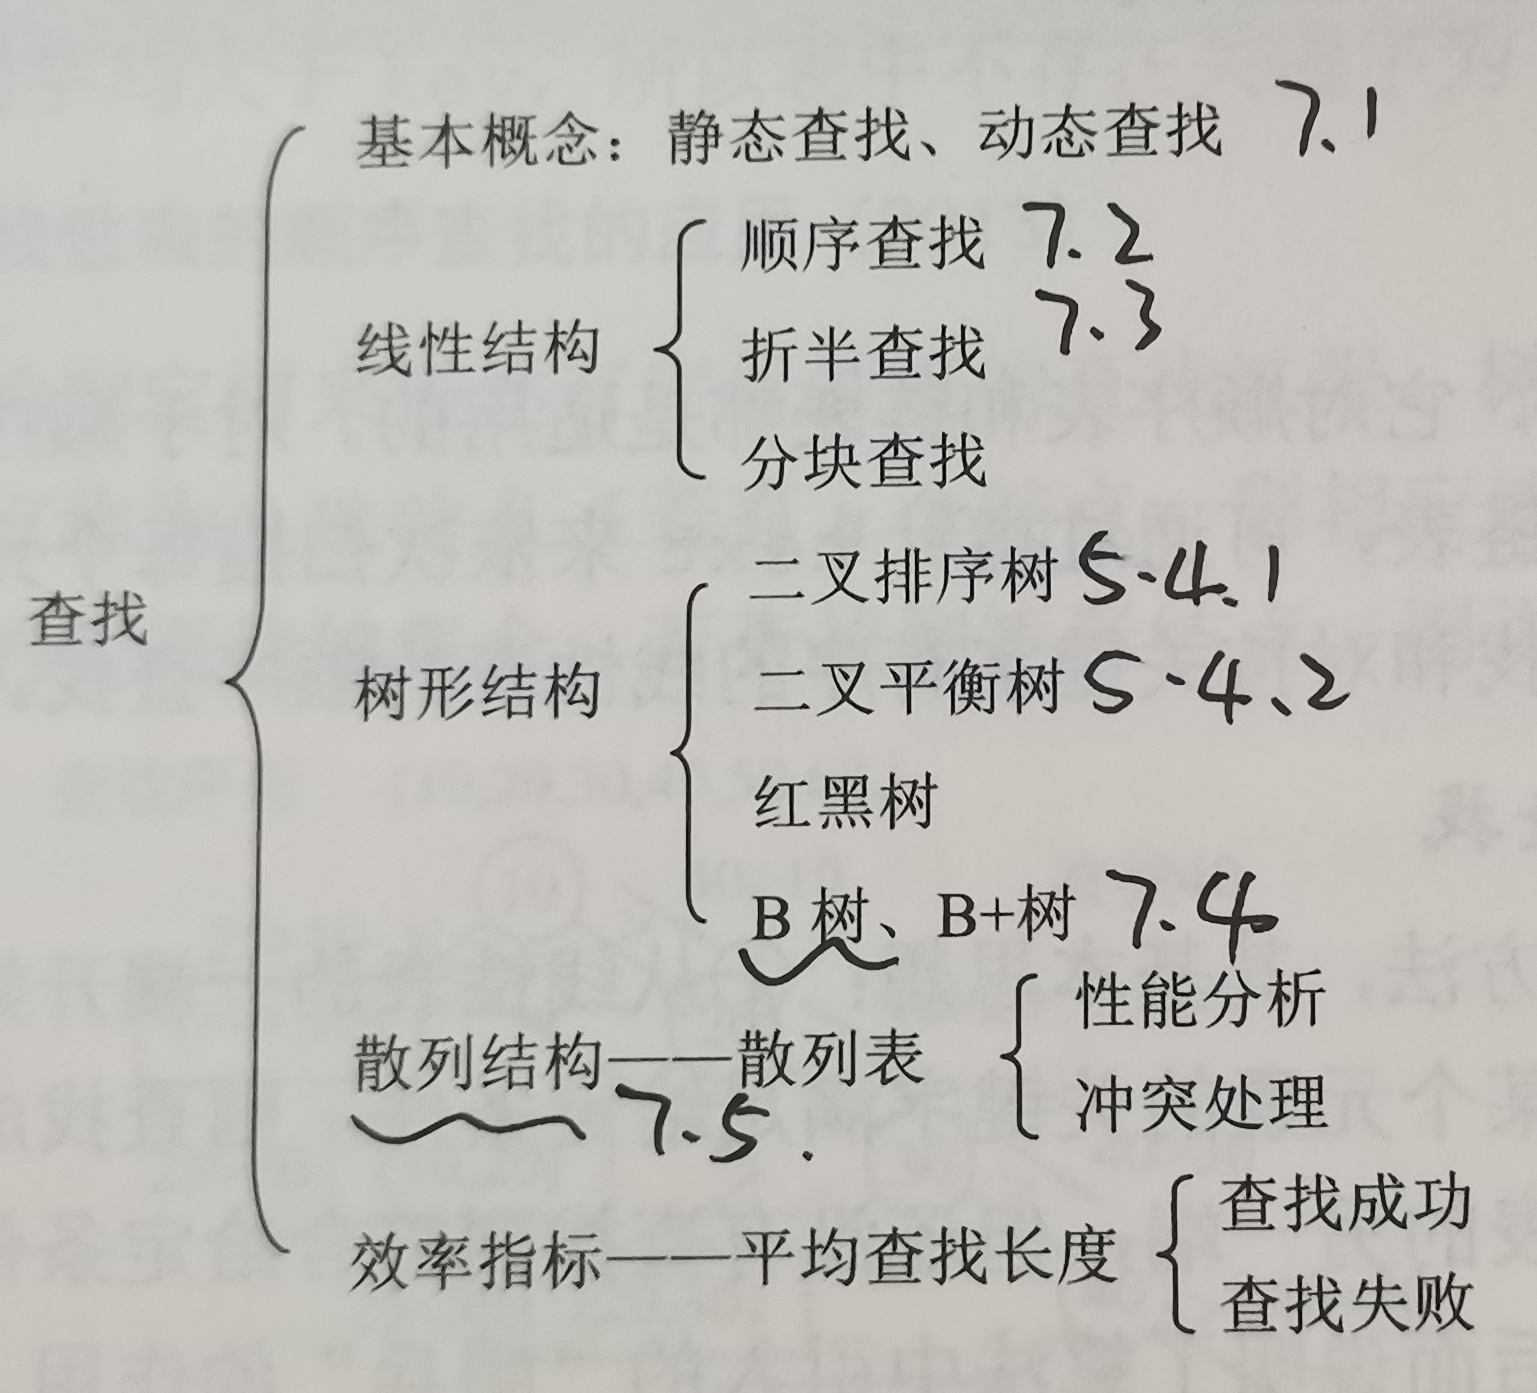 基本概念：静态查找、动态查找 7.1
顺序查找 7.2
线性结构
折半查找 7.3
分块查找
查找
二叉排序树 5.4.1
树形结构
二叉平衡树 5.4.2
红黑树
B 树、B+树 7.4
散列结构——散列表
7.5.
性能分析
冲突处理
效率指标——平均查找长度
查找成功
查找失败